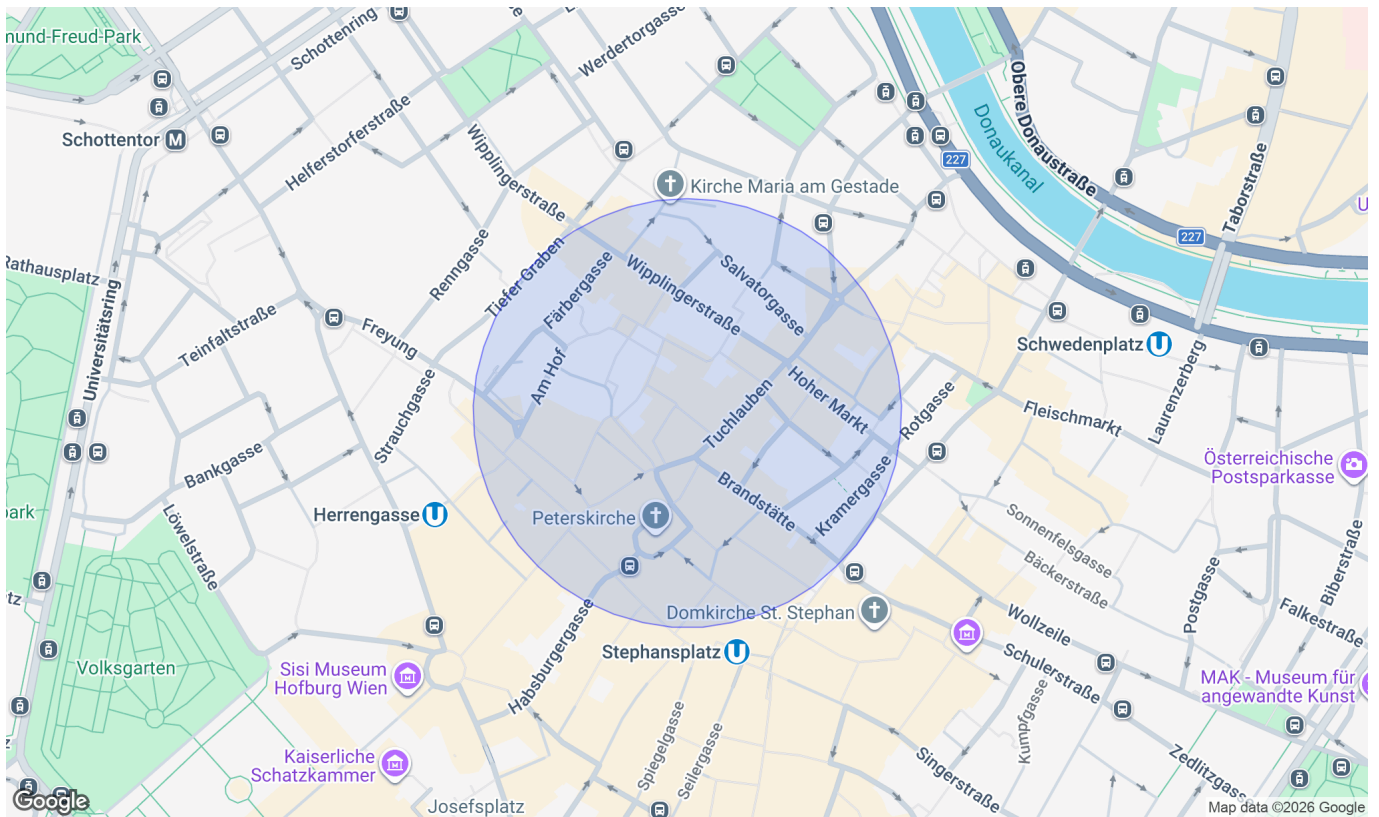 mund-Freud-Park
Schottenring
Werdertorgasse
Obere Donaustraße
Schottentor
M
Helferstorferstraße
Wipplingerstraße
Donaukanal
227
Taborstraße
Kirche Maria am Gestade
U
227
Rathausplatz
Renngasse
Tiefer Graben
Färbergasse
Wipplingerstraße
Salvatorgasse
Universitätsring
Teinfaltstraße
Freyung
Am Hof
Schwedenplatz
U
Laurenzerberg
Strauchgasse
Tuchlauben
Hoher Markt
Rotgasse
Fleischmarkt
Bankgasse
Österreichische
Postsparkasse
park
Löwelstraße
Herrengasse
U
Peterskirche
Brandstätte
Kramergasse
Sonnenfelsgasse
Bäckerstraße
Postgasse
Biberstraße
Falkestraße
tz
Volksgarten
Habsburgergasse
Domkirche St. Stephan
Wollzeile
Stephansplatz
U
Schulerstraße
Sisi Museum
Hofburg Wien
MAK - Museum für
angewandte Kunst
Kumpfgasse
Spiegelgasse
Seilergasse
Singerstraße
Zedlitzgasse
Kaiserliche
Schatzkammer
Josefsplatz
Google
Map data ©2026 Google